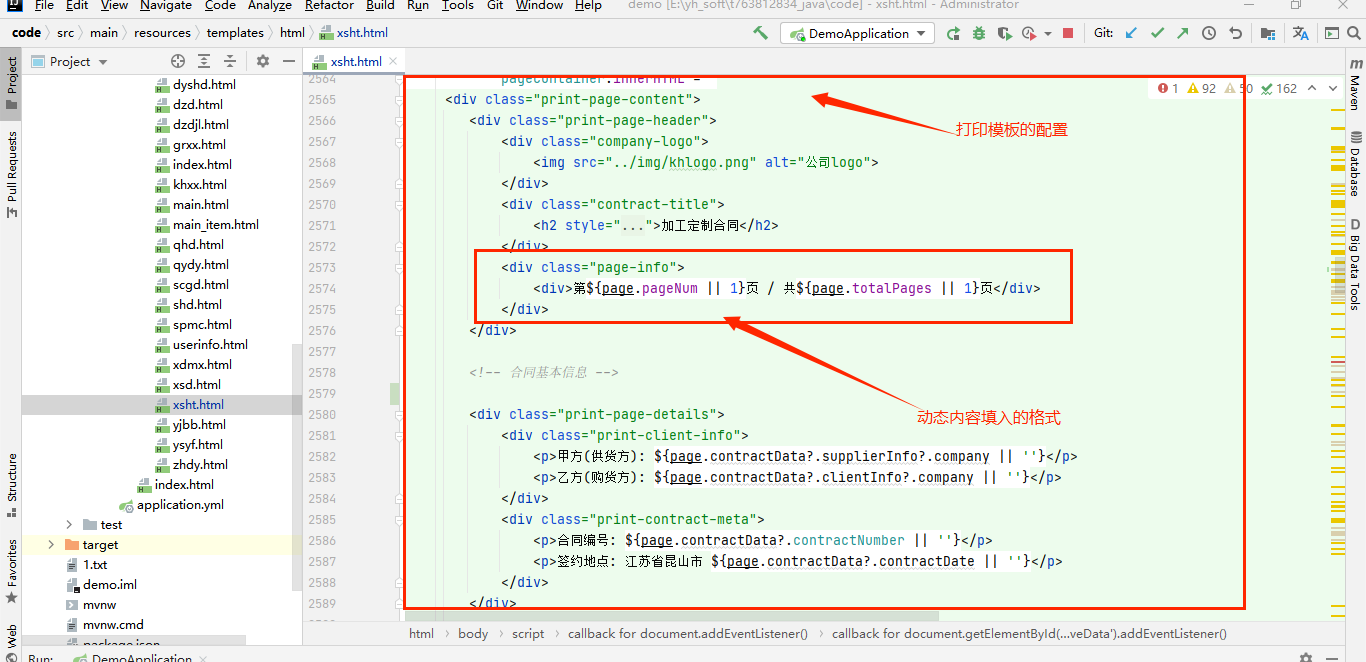 File Edit View Navigate Code Analyze Refactor Build Run Tools Git Window Help demo [E:\yh_soft\t763812834_java\code] - xsht.html - Administrator
code src main resources templates html xsht.html DemoApplication Git:
Project xsht.html
Project
Pull Requests
Structure
Favorites
Web
dyshd.html
dzd.html
dzdjl.html
grxx.html
index.html
khxx.html
main.html
main_item.html
qhd.html
qydy.html
scgd.html
shd.html
spmc.html
userinfo.html
xdmx.html
xsd.html
xsht.html
yjbb.html
ysyf.html
zhdy.html
index.html
application.yml
test
target
1.txt
demo.iml
mvnw
mvnw.cmd
package.json
1 92 50 162
2564 pageContainer.innerHTML =
2565 <div class="print-page-content">
2566 <div class="print-page-header">
2567 <div class="company-logo">
2568 <img src="../img/khlogo.png" alt="公司logo">
2569 </div>
2570 <div class="contract-title">
2571 <h2 style="...">加工定制合同</h2>
2572 </div>
2573 <div class="page-info">
2574 <div>第${page.pageNum || 1}页 / 共${page.totalPages || 1}页</div>
2575 </div>
2576 </div>
2577
2578 <!-- 合同基本信息 -->
2579
2580 <div class="print-page-details">
2581 <div class="print-client-info">
2582 <p>甲方(供货方): ${page.contractData?.supplierInfo?.company || ''}</p>
2583 <p>乙方(购货方): ${page.contractData?.clientInfo?.company || ''}</p>
2584 </div>
2585 <div class="print-contract-meta">
2586 <p>合同编号: ${page.contractData?.contractNumber || ''}</p>
2587 <p>签约地点: 江苏省昆山市 ${page.contractData?.contractDate || ''}</p>
2588 </div>
2589 </div>
打印模板的配置
动态内容填入的格式
html body script callback for document.addEventListener() callback for document.getElementById(...veData').addEventListener()
Maven
Database
Big Data Tools
Run: DemoApplication